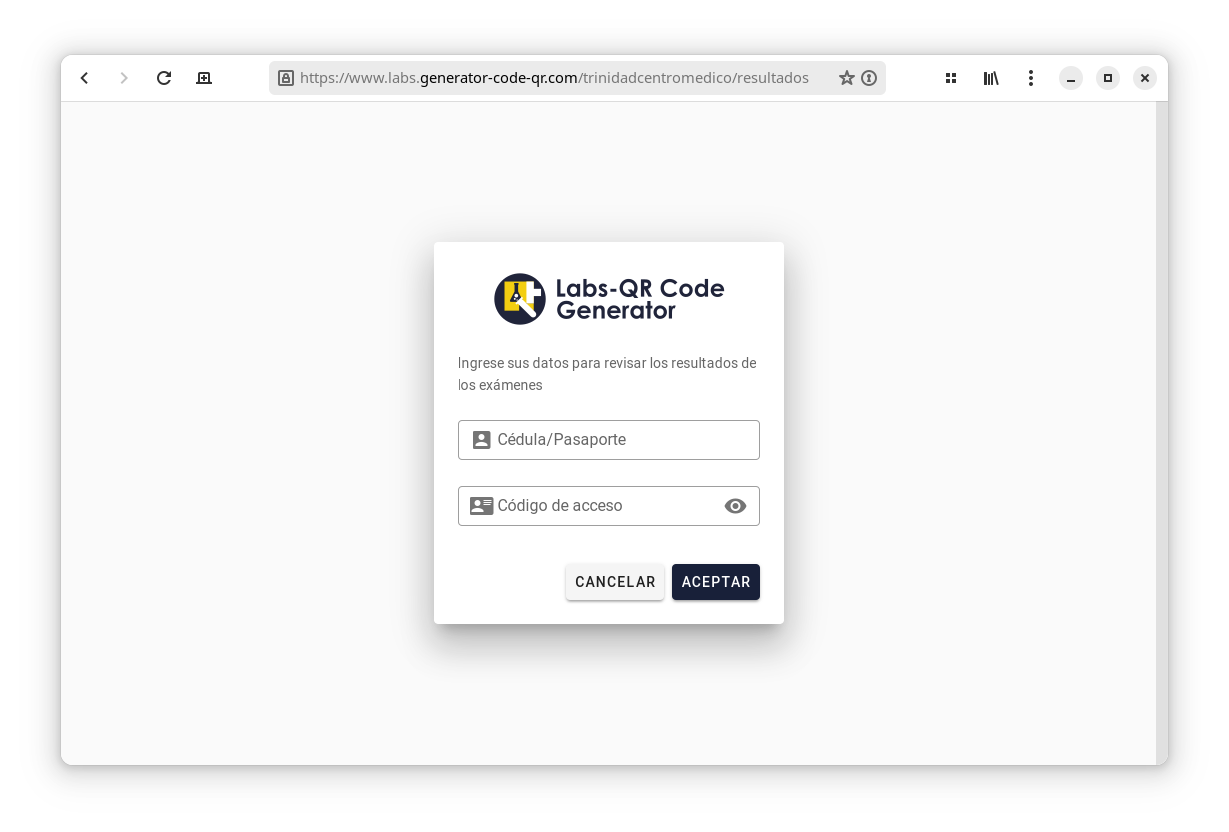 https://www.labs.generator-code-qr.com/trinidadcentromedico/resultados
Labs-QR Code
Generator
Ingrese sus datos para revisar los resultados de
los exámenes
Cédula/Pasaporte
Código de acceso
CANCELAR ACEPTAR